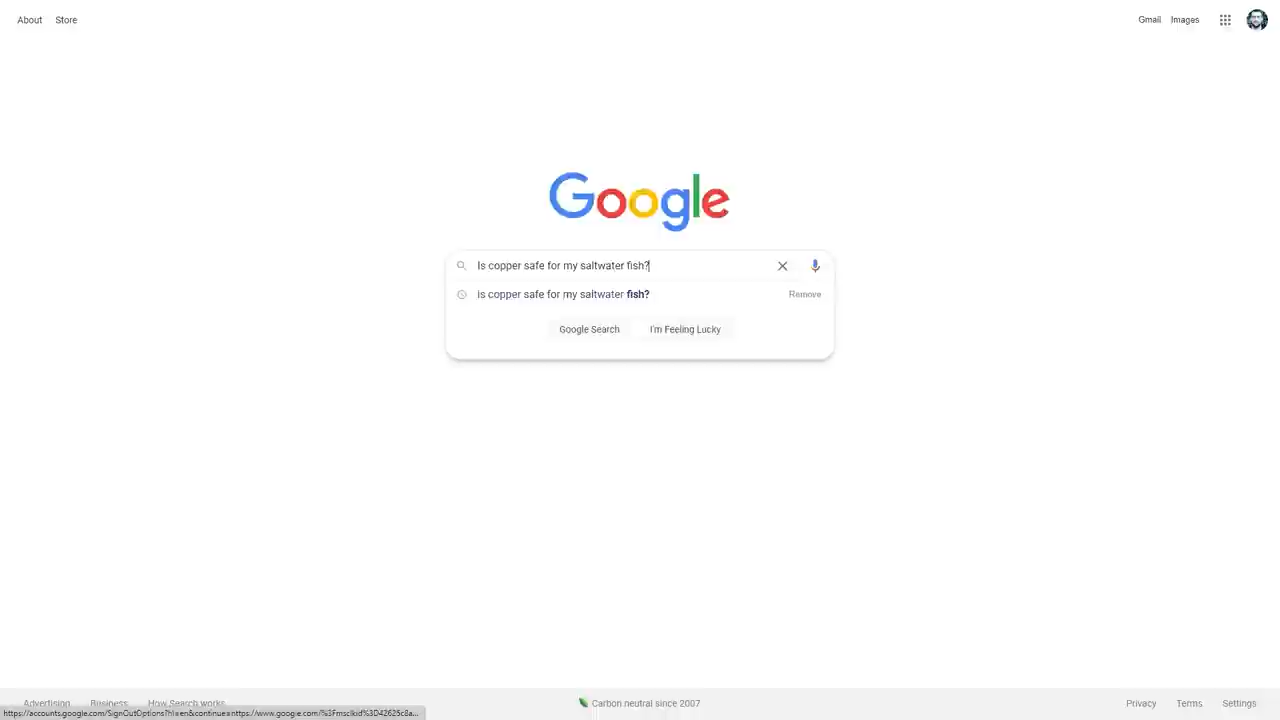 About Store
Gmail Images
Google
Is copper safe for my saltwater fish?
is copper safe for my saltwater fish?
Remove
Google Search I'm Feeling Lucky
Advertising Business How Search works
Carbon neutral since 2007
Privacy Terms Settings